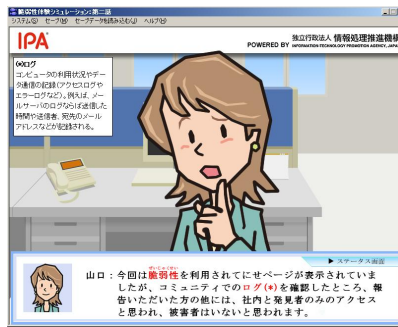 脆弱性体験シミュレーション:第二話
システム(S) セーブ(W) セーブデータを読み込む(J) ヘルプ(H)
IPA
独立行政法人 情報処理推進機構
POWERED BY INFORMATION-TECHNOLOGY PROMOTION AGENCY, JAPAN
(*)ログ
コンピュータの利用状況やデー
タ通信の記録(アクセスログや
エラーログなど)。例えば、メー
ルサーバのログならば送信した
時間や送信者、宛先のメール
アドレスなどが記録される。
▶ ステータス画面
ぜいじゃくせい
山口:今回は脆弱性を利用されてにせページが表示されていま
したが、コミュニティでのログ(*)を確認したところ、報
告いただいた方の他には、社内と発見者のみのアクセス
と思われ、被害者はいないと思われます。